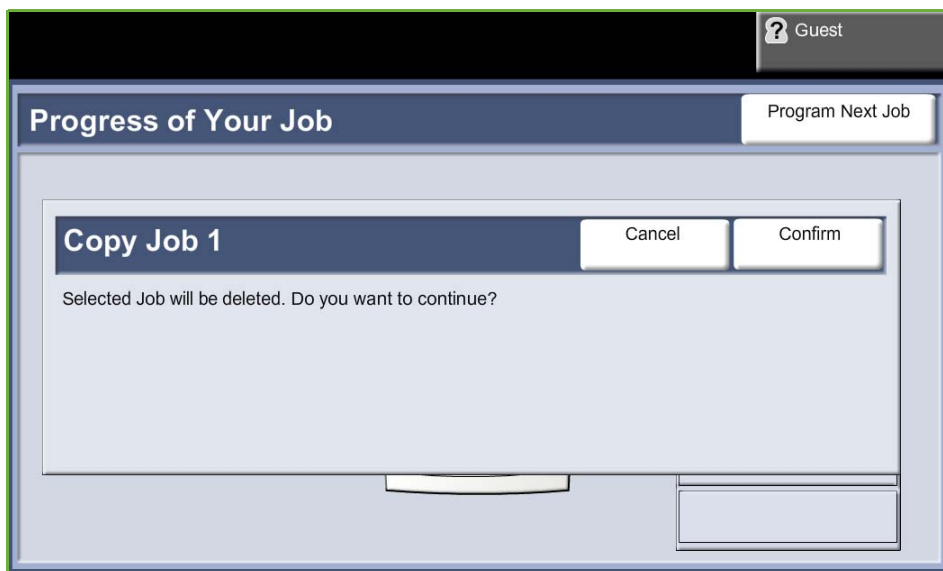 Guest
Progress of Your Job
Program Next Job
Copy Job 1
Cancel
Confirm
Selected Job will be deleted. Do you want to continue?